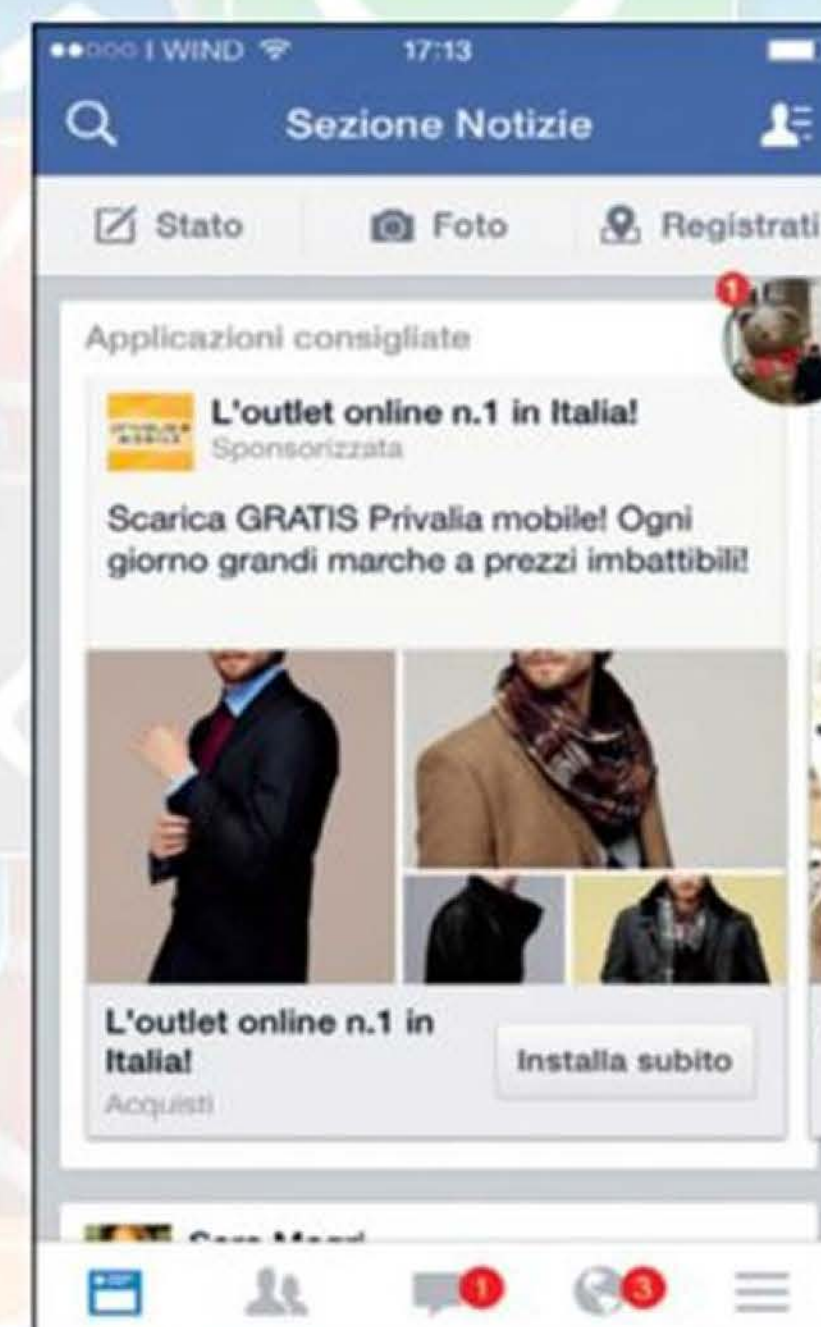 I WIND 17:13
Sezione Notizie
Stato Foto Registrati
1
Applicazioni consigliate
L'outlet online n.1 in Italia!
Sponsorizzata
Scarica GRATIS Privalia mobile! Ogni
giorno grandi marche a prezzi imbattibili!
L'outlet online n.1 in
Italia!
Acquisti
Installa subito
1 3